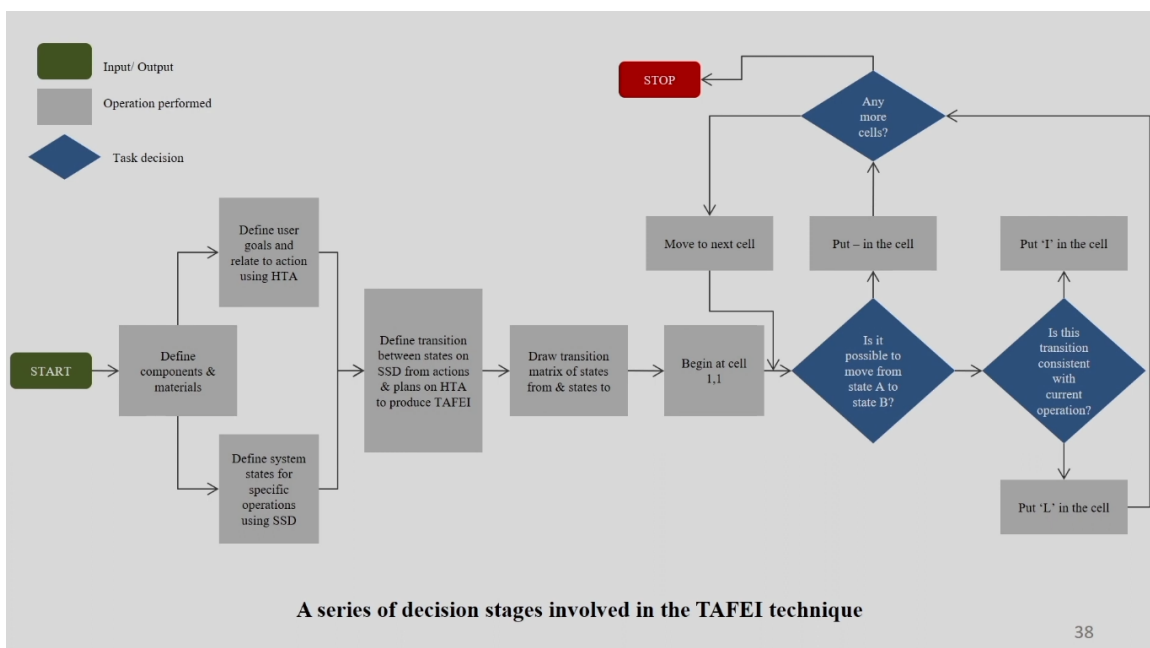 Input/ Output
Operation performed
Task decision
START
Define
components &
materials
Define user
goals and
relate to action
using HTA
Define system
states for
specific
operations
using SSD
Define transition
between states on
SSD from actions
& plans on HTA
to produce TAFEI
Draw transition
matrix of states
from & states to
Begin at cell
1,1
Move to next cell
STOP
Any
more
cells?
Put – in the cell
Is it
possible to
move from
state A to
state B?
Put ‘I’ in the cell
Is this
transition
consistent
with
current
operation?
Put ‘L’ in the cell
A series of decision stages involved in the TAFEI technique
38